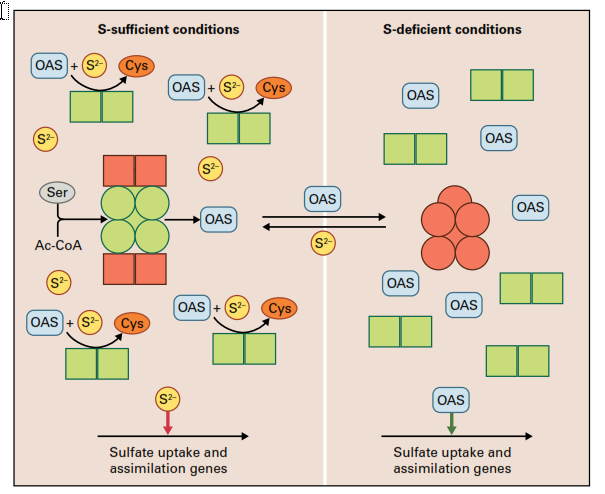 S-sufficient conditions
OAS + S²⁻ Cys
OAS + S²⁻ Cys
S²⁻
S²⁻
Ser
Ac-CoA
OAS
S²⁻
OAS + S²⁻ Cys
OAS + S²⁻ Cys
S²⁻
Sulfate uptake and
assimilation genes
OAS
S²⁻
S-deficient conditions
OAS
OAS
OAS
OAS
OAS
OAS
Sulfate uptake and
assimilation genes